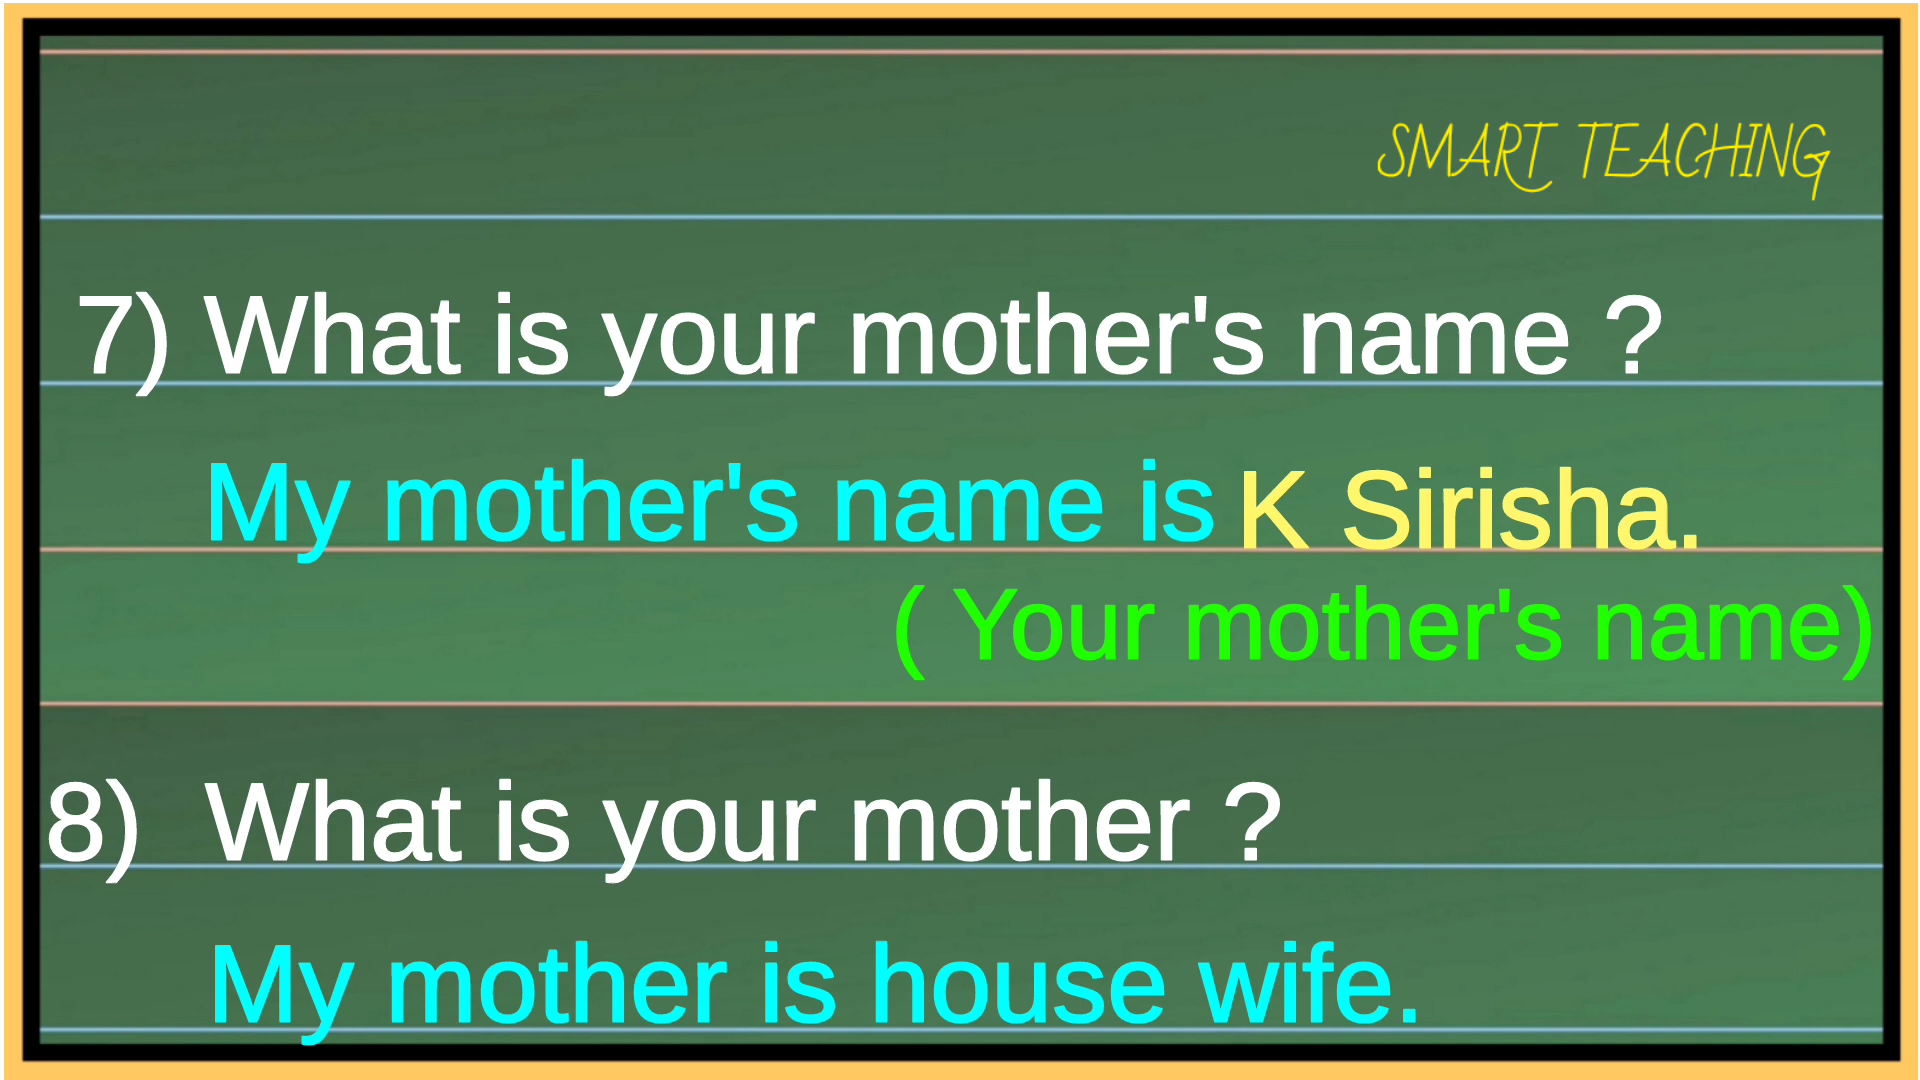 SMART TEACHING
7) What is your mother's name ?
My mother's name is K Sirisha.
( Your mother's name)
8) What is your mother ?
My mother is house wife.